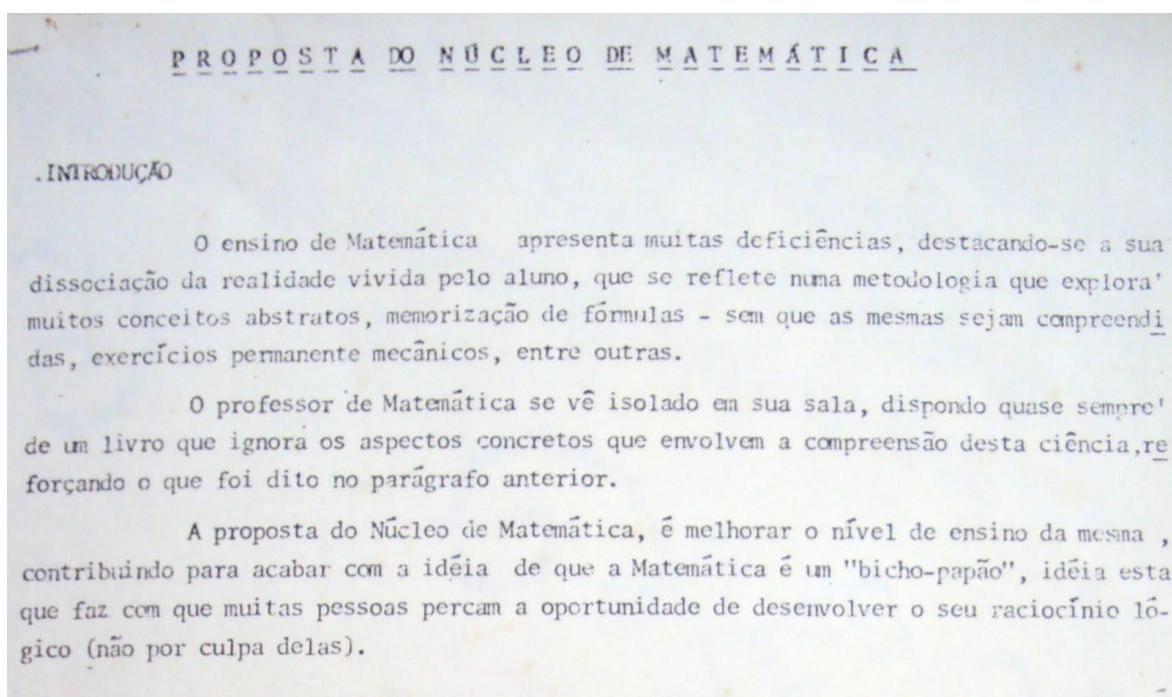 PROPOSTA DO NÚCLEO DE MATEMÁTICA
.INTRODUÇÃO
O ensino de Matemática apresenta muitas deficiências, destacando-se a sua'
dissociação da realidade vivida pelo aluno, que se reflete numa metodologia que explora'
muitos conceitos abstratos, memorização de fórmulas - sem que as mesmas sejam compreendi
das, exercícios permanente mecânicos, entre outras.
O professor de Matemática se vê isolado em sua sala, dispondo quase sempre'
de um livro que ignora os aspectos concretos que envolvem a compreensão desta ciência,re
forçando o que foi dito no parágrafo anterior.
A proposta do Núcleo de Matemática, é melhorar o nível de ensino da mesma ,
contribuindo para acabar com a idéia de que a Matemática é um "bicho-papão", idéia esta
que faz com que muitas pessoas percam a oportunidade de desenvolver o seu raciocínio ló-
gico (não por culpa delas).